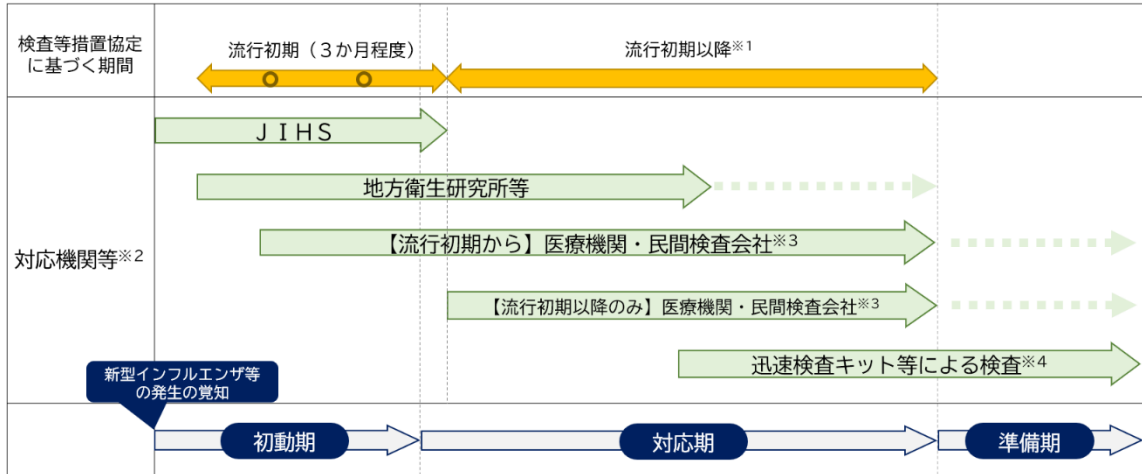 検査等措置協定
に基づく期間
流行初期(3か月程度)
流行初期以降※1
JIHS
地方衛生研究所等
対応機関等※2
【流行初期から】医療機関・民間検査会社※3
【流行初期以降のみ】医療機関・民間検査会社※3
迅速検査キット等による検査※4
新型インフルエンザ等
の発生の覚知
初動期
対応期
準備期